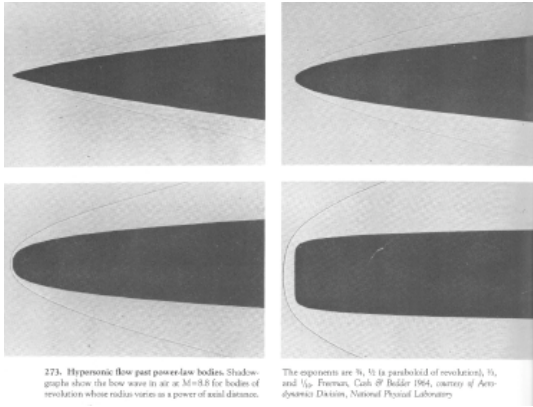 273. Hypersonic flow past power-law bodies. Shadow-
graphs show the bow wave in air at M=8.8 for bodies of
revolution whose radius varies as a power of axial distance.
The exponents are ¾, ½ (a paraboloid of revolution), ⅓,
and ⅒. Freeman, Cash & Bedder 1964, courtesy of Aero-
dynamics Division, National Physical Laboratory